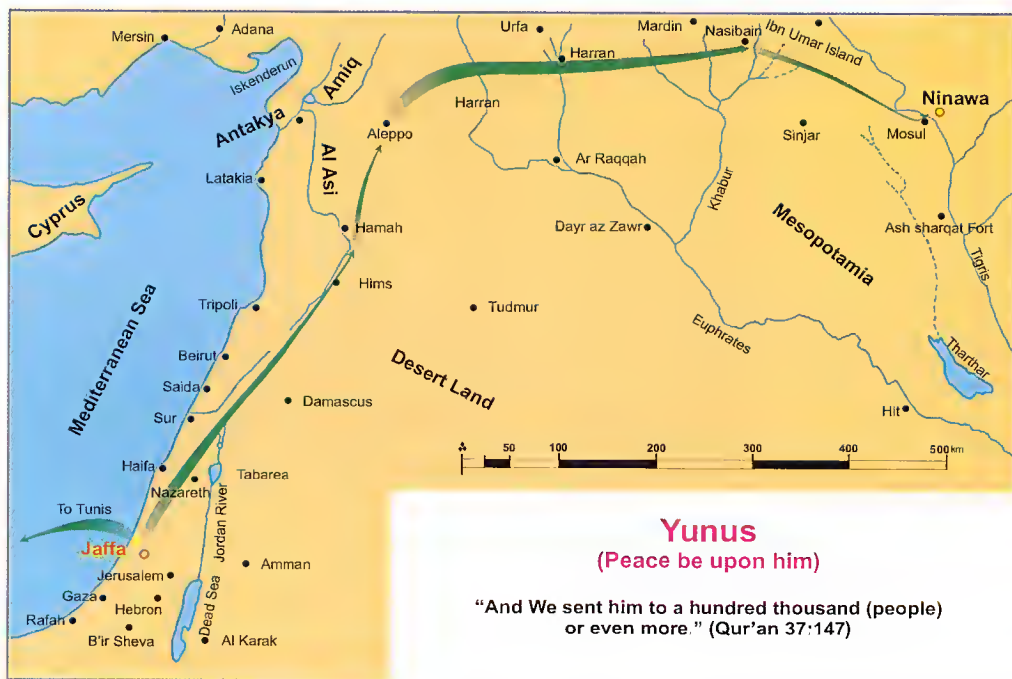 Mersin
Adana
Iskenderun
Amiq
Antakya
Urfa
Mardin
Nasibain
Ibn Umar Island
Harran
Harran
Aleppo
Ninawa
Mosul
Sinjar
Al Asi
Latakia
Ar Raqqah
Khabur
Cyprus
Hamah
Dayr az Zawr
Mesopotamia
Ash sharqat Fort
Tigris
Hims
Tripoli
Tudmur
Euphrates
Mediterranean Sea
Beirut
Desert Land
Tharthar
Saida
Damascus
Sur
Hit
50 100 200 300 400 500km
Haifa
Nazareth
Tabarea
To Tunis
Jordan River
Jaffa
Jerusalem
Amman
Gaza
Hebron
Dead Sea
Rafah
B'ir Sheva
Al Karak
Yunus
(Peace be upon him)
“And We sent him to a hundred thousand (people)
or even more.” (Qur'an 37:147)